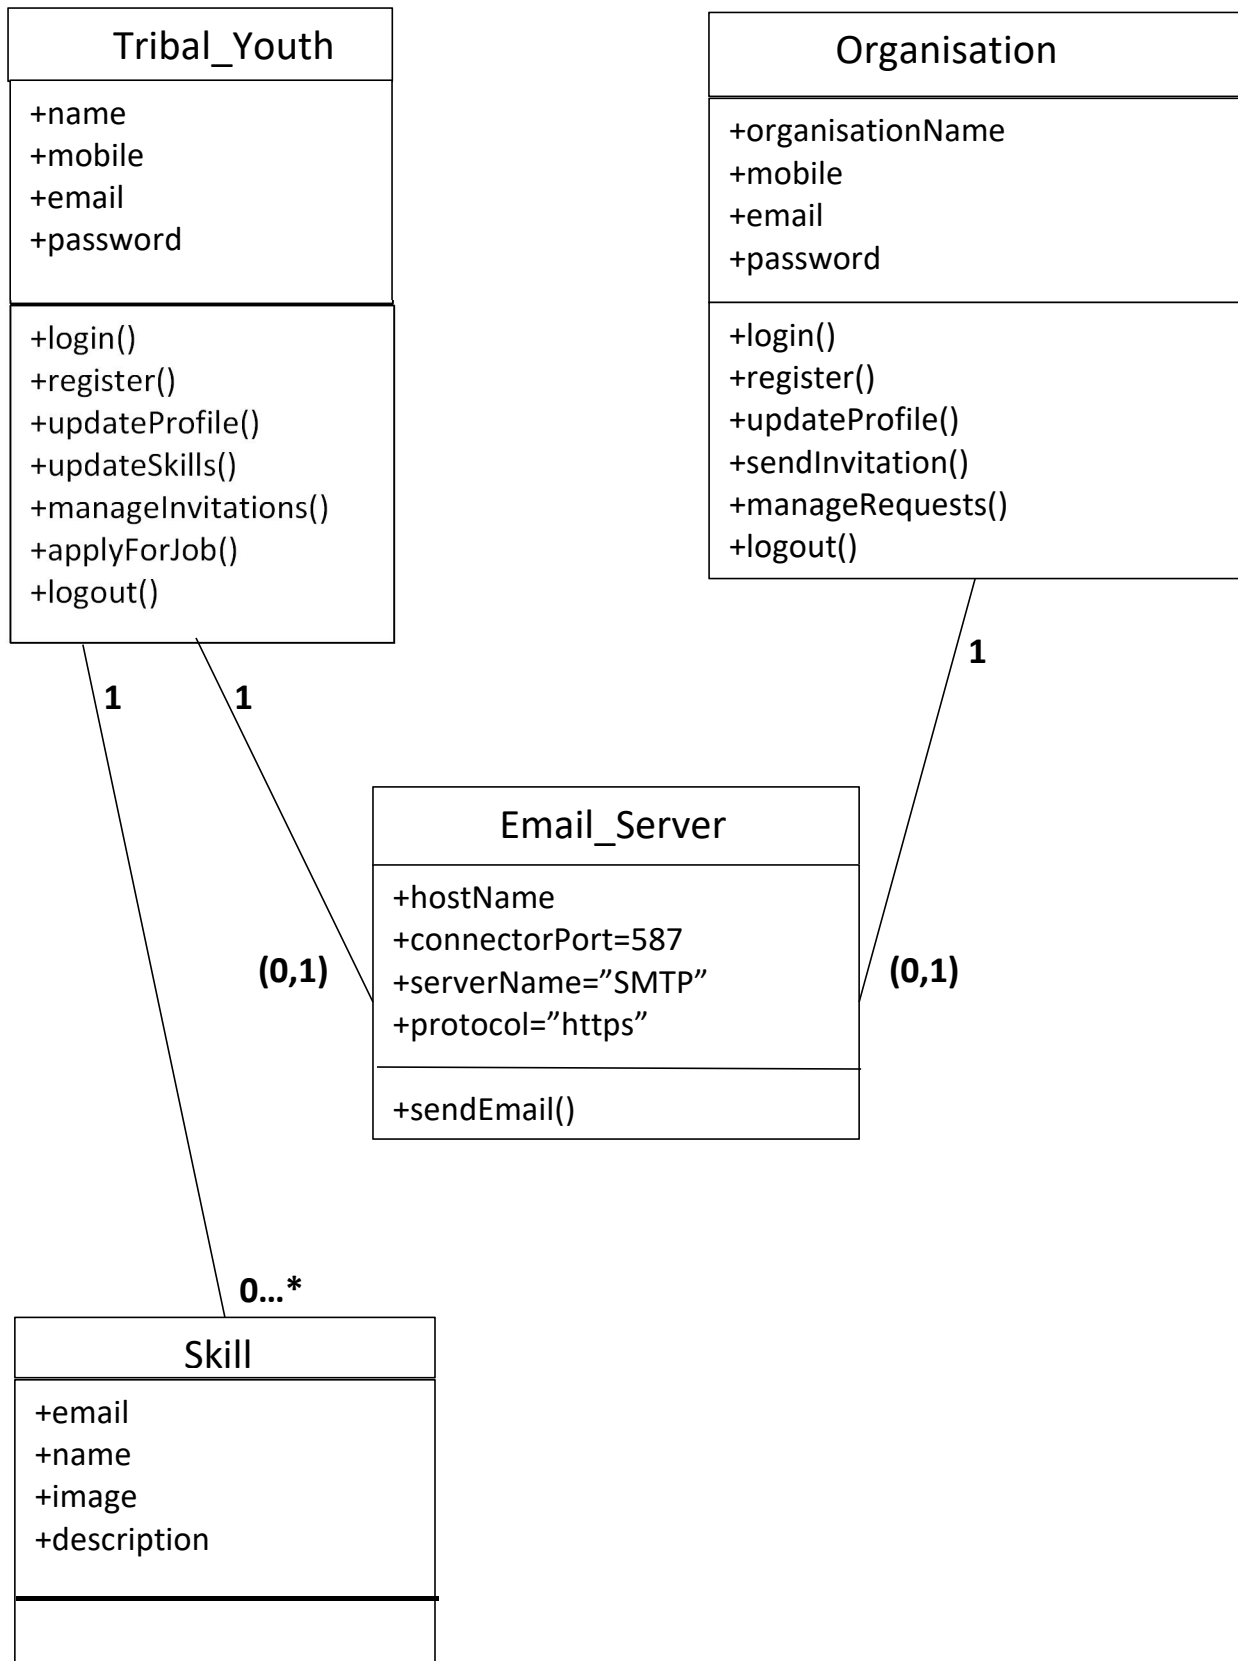 Tribal_Youth
+name
+mobile
+email
+password
+login()
+register()
+updateProfile()
+updateSkills()
+manageInvitations()
+applyForJob()
+logout()
Organisation
+organisationName
+mobile
+email
+password
+login()
+register()
+updateProfile()
+sendInvitation()
+manageRequests()
+logout()
1
1
1
Email_Server
+hostName
+connectorPort=587
+serverName=”SMTP”
+protocol=”https”
+sendEmail()
(0,1)
(0,1)
0...*
Skill
+email
+name
+image
+description